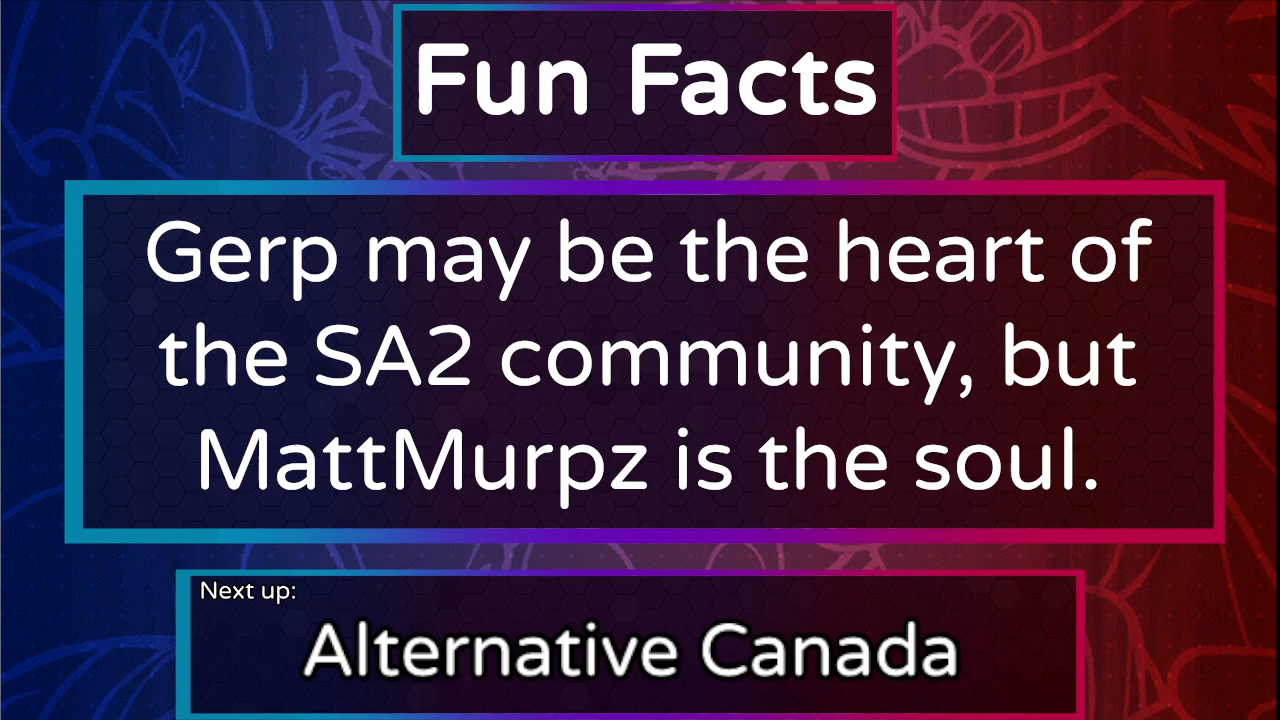 Fun Facts
Gerp may be the heart of
the SA2 community, but
MattMurpz is the soul.
Next up:
Alternative Canada